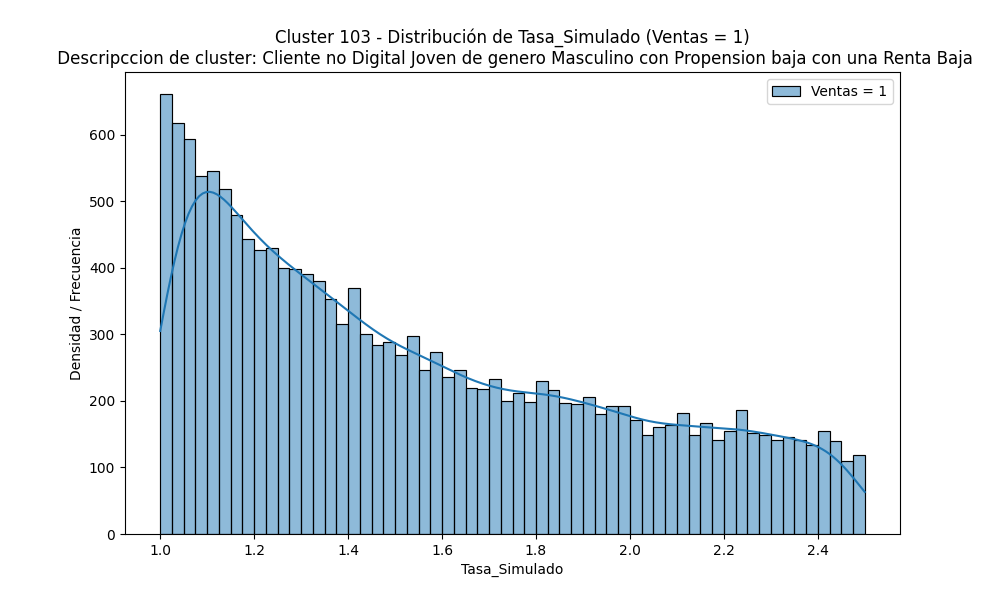 Cluster 103 - Distribución de Tasa_Simulado (Ventas = 1)
Descripccion de cluster: Cliente no Digital Joven de genero Masculino con Propension baja con una Renta Baja
Ventas = 1
Densidad / Frecuencia
600
500
400
300
200
100
0
1.0 1.2 1.4 1.6 1.8 2.0 2.2 2.4
Tasa_Simulado